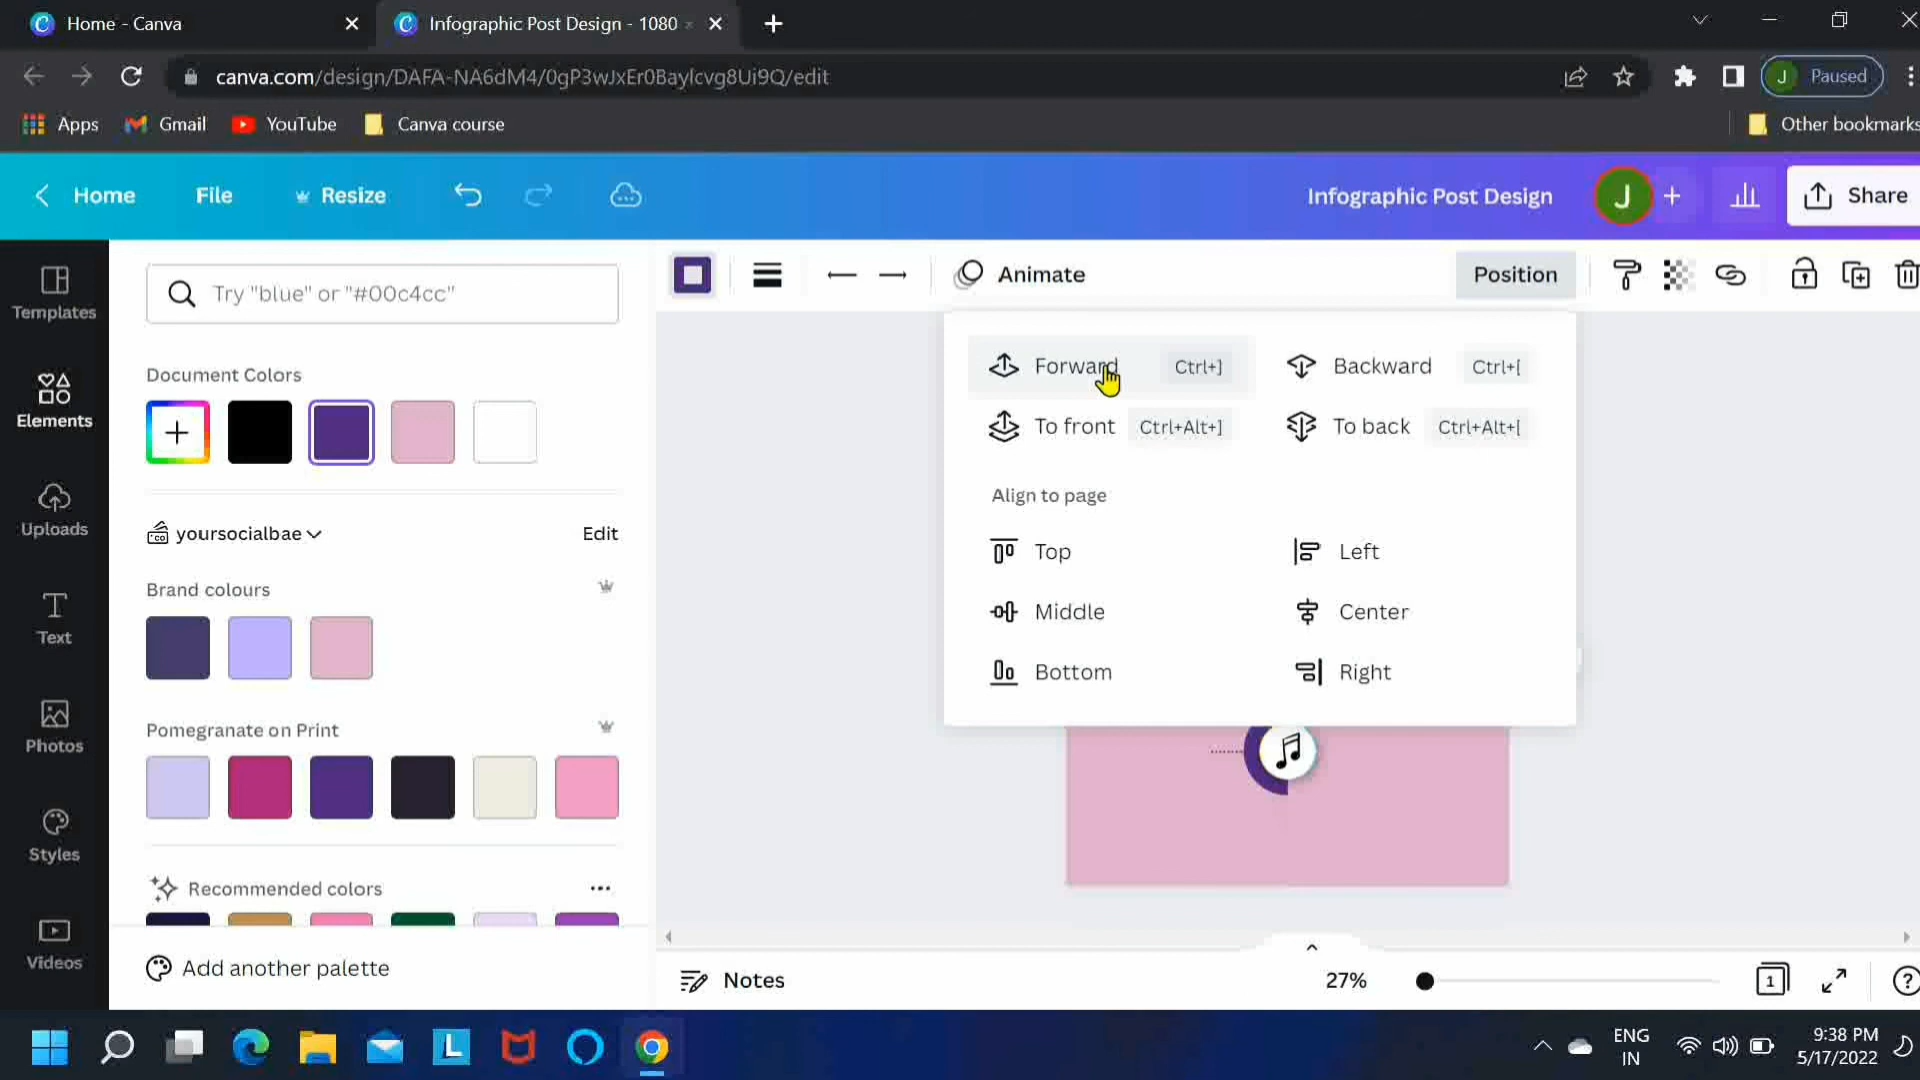 Home - Canva
Infographic Post Design - 1080
canva.com/design/DAFA-NA6dM4/0gP3wJxEr0Baylcvg8Ui9Q/edit
J Paused
Apps Gmail YouTube Canva course Other bookmarks
Home File Resize Infographic Post Design J + Share
Templates
Elements
Uploads
Text
Photos
Styles
Videos
Try "blue" or "#00c4cc"
Document Colors
yoursocialbae Edit
Brand colours
Pomegranate on Print
Recommended colors
Add another palette
Animate Position
Forward Ctrl+] Backward Ctrl+[
To front Ctrl+Alt+] To back Ctrl+Alt+[
Align to page
Top Left
Middle Center
Bottom Right
Notes 27% 1 ?
ENG
IN
9:38 PM
5/17/2022